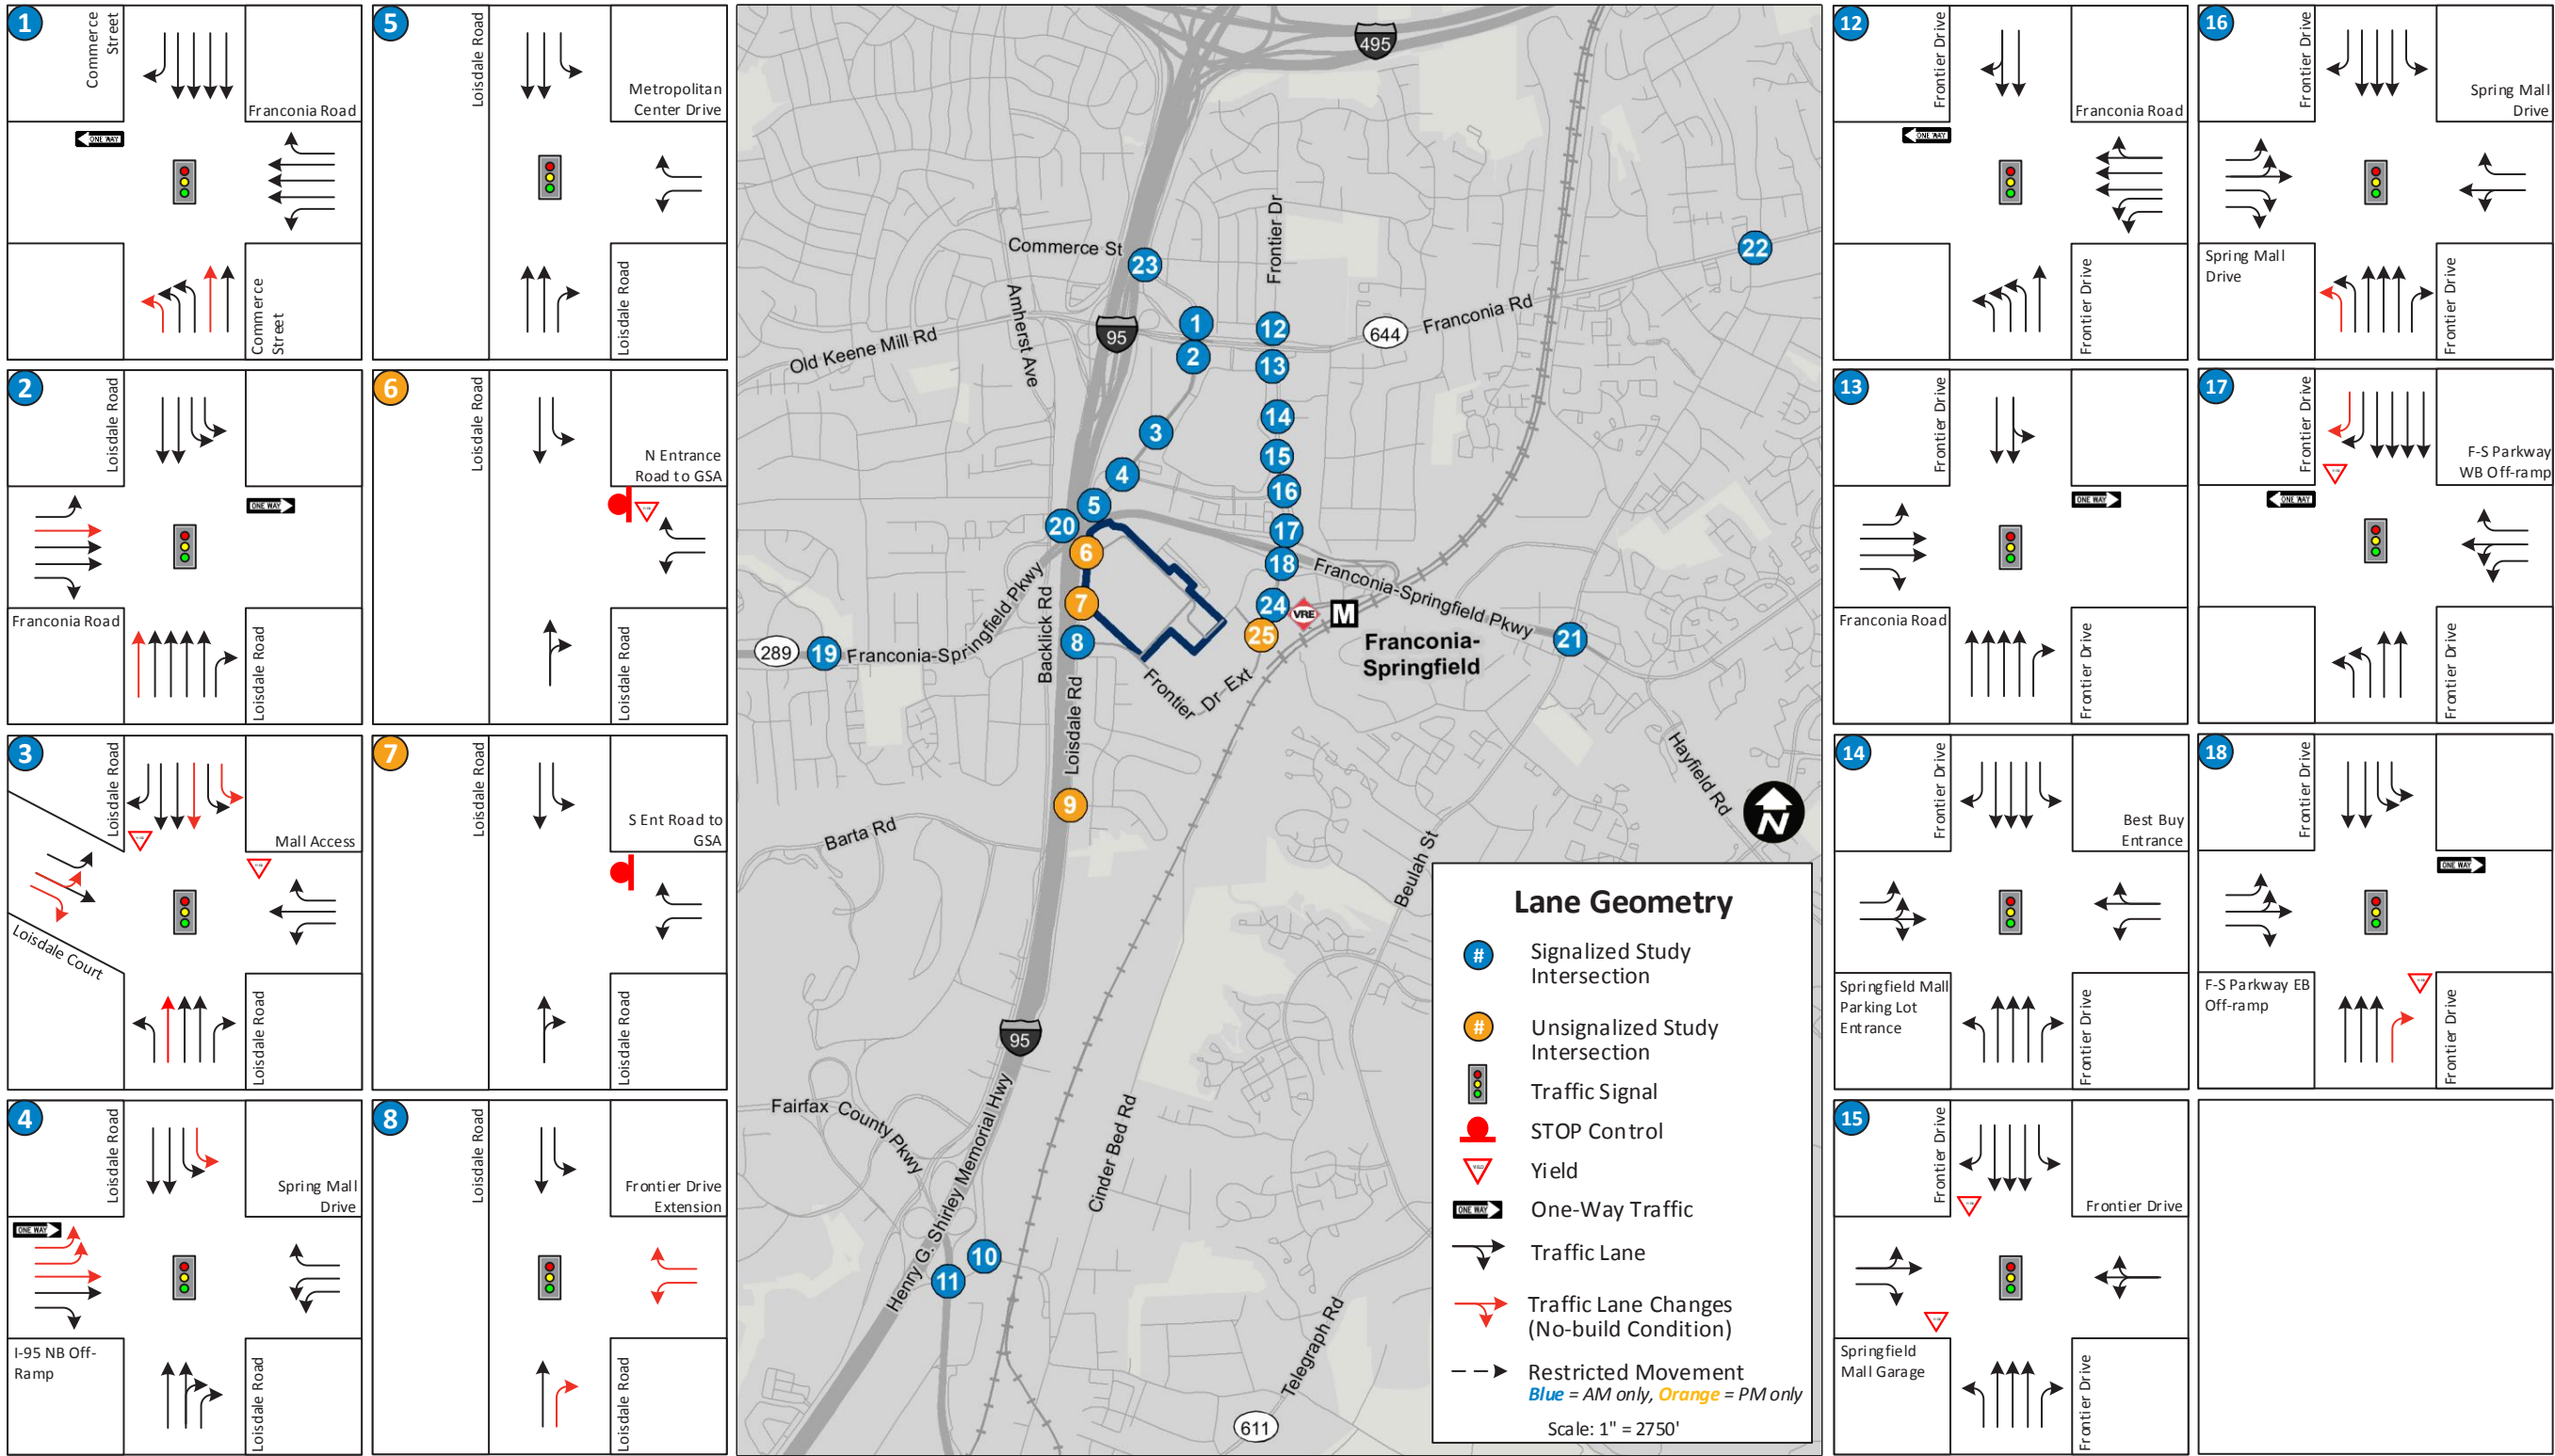 1
Commerce
Street
Franconia Road
ONE WAY
Commerce
Street
2
Loisdale Road
ONE WAY
Franconia Road
Loisdale Road
3
Loisdale Road
Mall Access
Loisdale Court
Loisdale Road
4
Loisdale Road
Spring Mall
Drive
ONE WAY
I-95 NB Off-
Ramp
Loisdale Road
5
Loisdale Road
Metropolitan
Center Drive
Loisdale Road
6
Loisdale Road
N Entrance
Road to GSA
Loisdale Road
7
Loisdale Road
S Ent Road to
GSA
Loisdale Road
8
Loisdale Road
Frontier Drive
Extension
Loisdale Road
495
Commerce St
23
Frontier Dr
22
Amherst Ave
Old Keene Mill Rd
95
1
2
12
13
644
Franconia Rd
3
14
4
15
16
5
20
17
6
18
Franconia-Springfield Pkwy
7
24
VRE
M
25
8
Franconia-
Springfield
21
289
19
Franconia-Springfield Pkwy
Backlick Rd
Loisdale Rd
Frontier Dr Ext
Hayfield Rd
9
N
Barta Rd
Beulah St
95
Fairfax County Pkwy
Henry G. Shirley Memorial Hwy
Cinder Bed Rd
10
11
Telegraph Rd
611
Lane Geometry
# Signalized Study
Intersection
# Unsignalized Study
Intersection
Traffic Signal
STOP Control
YIELD Yield
ONE WAY One-Way Traffic
Traffic Lane
Traffic Lane Changes
(No-build Condition)
Restricted Movement
Blue = AM only, Orange = PM only
Scale: 1" = 2750'
12
Frontier Drive
Franconia Road
ONE WAY
Frontier Drive
13
Frontier Drive
ONE WAY
Franconia Road
Frontier Drive
14
Frontier Drive
Best Buy
Entrance
Springfield Mall
Parking Lot
Entrance
Frontier Drive
15
Frontier Drive
Frontier Drive
Springfield
Mall Garage
Frontier Drive
16
Frontier Drive
Spring Mall
Drive
Spring Mall
Drive
Frontier Drive
17
Frontier Drive
F-S Parkway
WB Off-ramp
ONE WAY
Frontier Drive
18
Frontier Drive
ONE WAY
F-S Parkway EB
Off-ramp
Frontier Drive